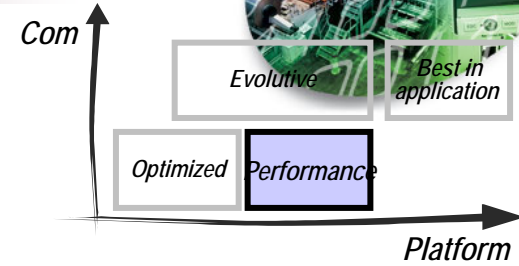 Com
Evolutive
Best in
application
Optimized
Performance
Platform